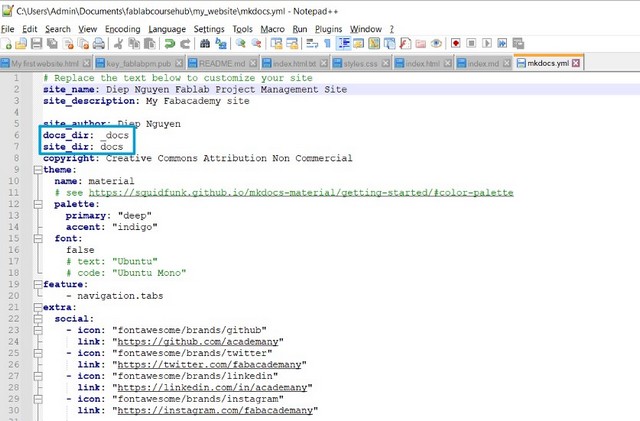 C:\Users\Admin\Documents\fablabcoursehub\my_website\mkdocs.yml - Notepad++
File Edit Search View Encoding Language Settings Tools Macro Run Plugins Window ?
My first website.html key_fablabpm.pub README.md index.html.txt styles.css index.html index.md mkdocs.yml
1 # Replace the text below to customize your site
2 site_name: Diep Nguyen Fablab Project Management Site
3 site_description: My Fabacademy site
4
5 site_author: Diep Nguyen
6 docs_dir: _docs
7 site_dir: docs
8 copyright: Creative Commons Attribution Non Commercial
9 theme:
10 name: material
11 # see https://squidfunk.github.io/mkdocs-material/getting-started/#color-palette
12 palette:
13 primary: "deep"
14 accent: "indigo"
15 font:
16 false
17 # text: "Ubuntu"
18 # code: "Ubuntu Mono"
19 feature:
20 - navigation.tabs
21 extra:
22 social:
23 - icon: "fontawesome/brands/github"
24 link: "https://github.com/academany"
25 - icon: "fontawesome/brands/twitter"
26 link: "https://twitter.com/fabacademany"
27 - icon: "fontawesome/brands/linkedin"
28 link: "https://linkedin.com/in/academany"
29 - icon: "fontawesome/brands/instagram"
30 link: "https://instagram.com/fabacademany"